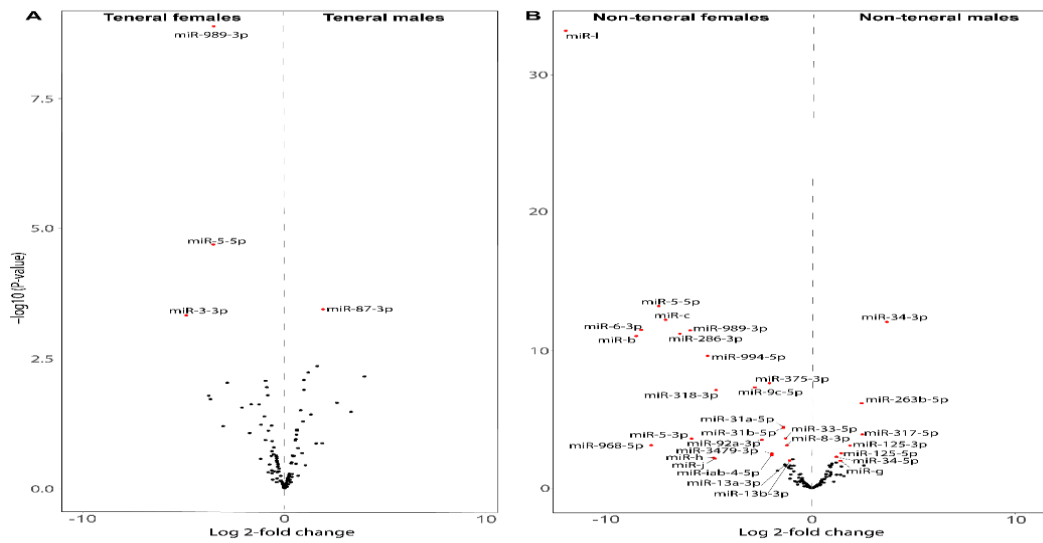 A
Teneral females
Teneral males
miR-989-3p
7.5
5.0
miR-5-5p
miR-3-3p
miR-87-3p
2.5
0.0
-10
0
10
Log 2-fold change
−log10 (P-value)
B
Non-teneral females
Non-teneral males
miR-l
30
20
miR-5-5p
miR-c
miR-34-3p
miR-6-3p
miR-989-3p
miR-b
miR-286-3p
10
miR-994-5p
miR-375-3p
miR-318-3p
miR-9c-5p
miR-263b-5p
miR-31a-5p
miR-5-3p
miR-31b-5p
miR-33-5p
miR-317-5p
miR-968-5p
miR-92a-3p
miR-8-3p
miR-125-3p
miR-3479-3p
miR-125-5p
miR-h
miR-34-5p
miR-j
miR-iab-4-5p
miR-g
miR-13a-3p
miR-13b-3p
0
-10
0
10
Log 2-fold change